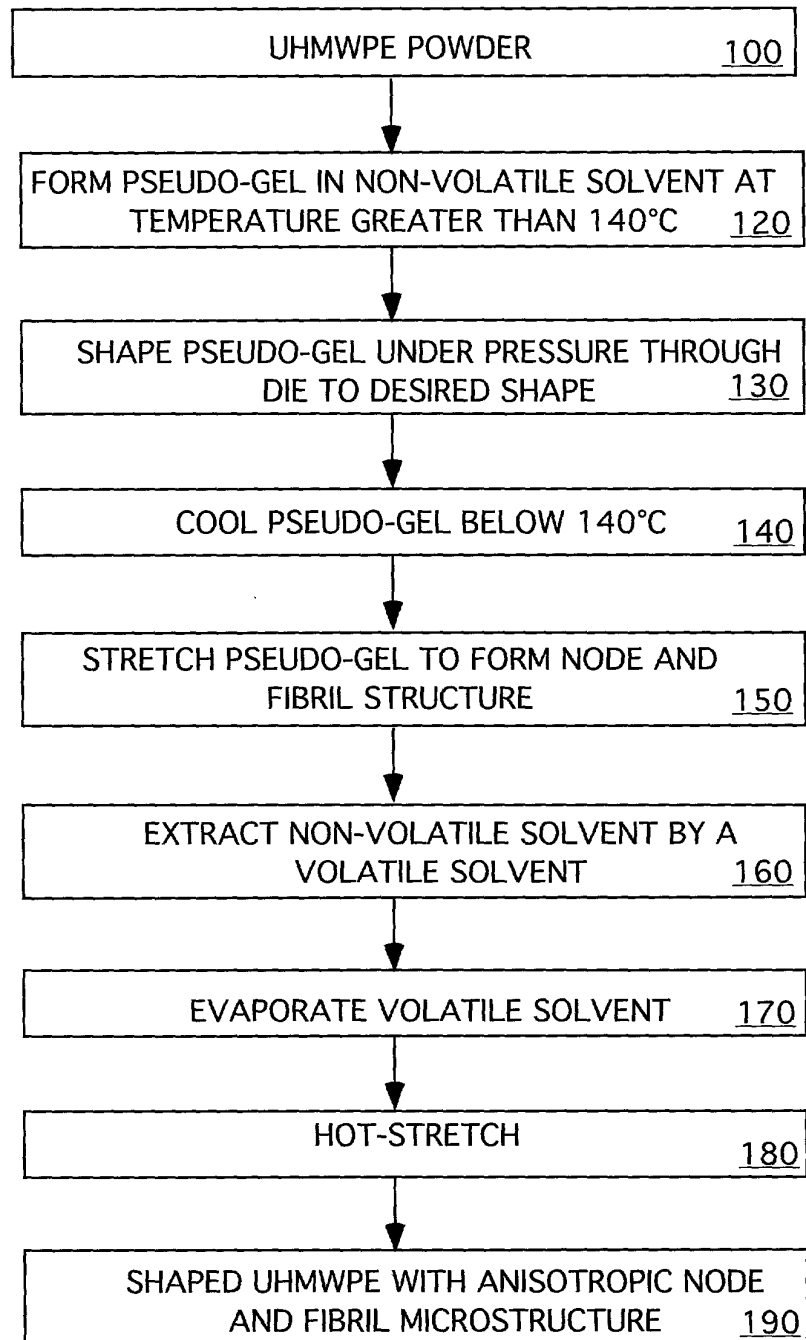 UHMWPE POWDER 100
FORM PSEUDO-GEL IN NON-VOLATILE SOLVENT AT
TEMPERATURE GREATER THAN 140°C 120
SHAPE PSEUDO-GEL UNDER PRESSURE THROUGH
DIE TO DESIRED SHAPE 130
COOL PSEUDO-GEL BELOW 140°C 140
STRETCH PSEUDO-GEL TO FORM NODE AND
FIBRIL STRUCTURE 150
EXTRACT NON-VOLATILE SOLVENT BY A
VOLATILE SOLVENT 160
EVAPORATE VOLATILE SOLVENT 170
HOT-STRETCH 180
SHAPED UHMWPE WITH ANISOTROPIC NODE
AND FIBRIL MICROSTRUCTURE 190